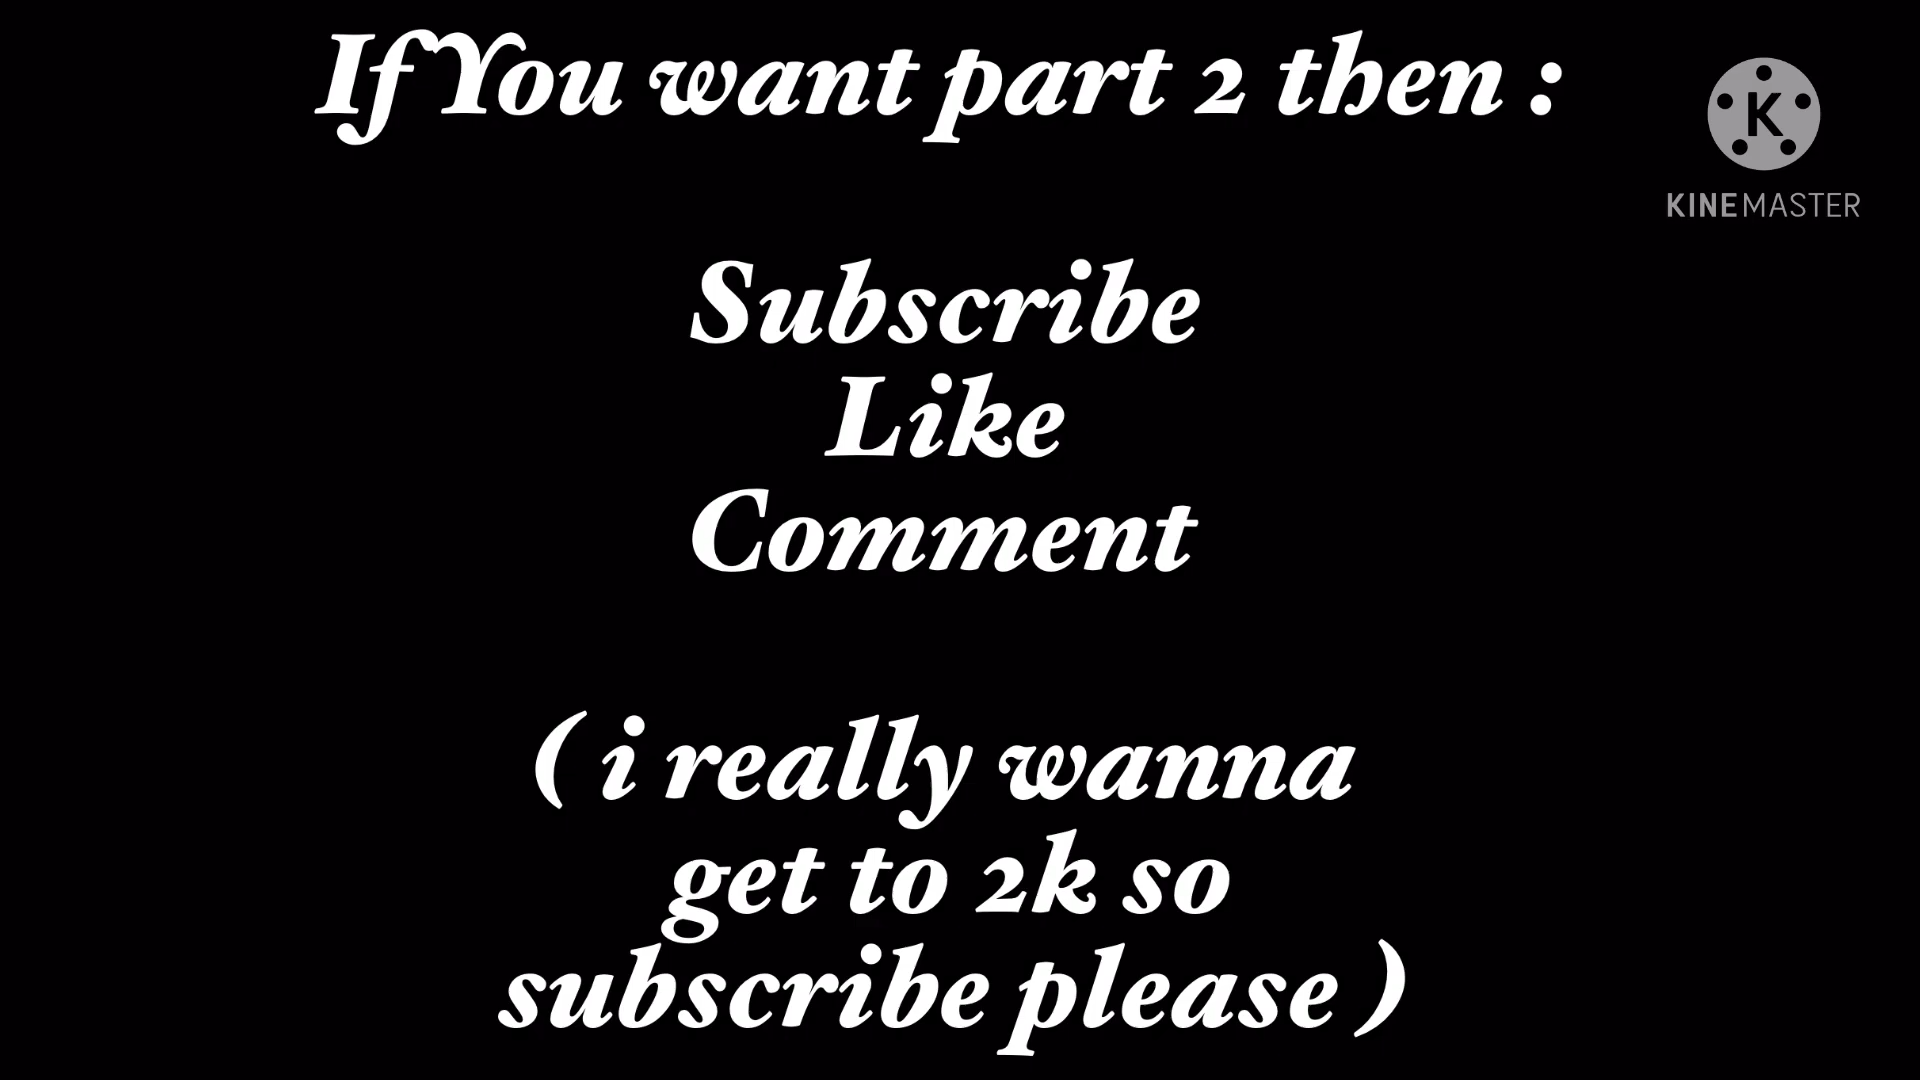 If You want part 2 then :
K
KINEMASTER
Subscribe
Like
Comment
( i really wanna
get to 2k so
subscribe please )